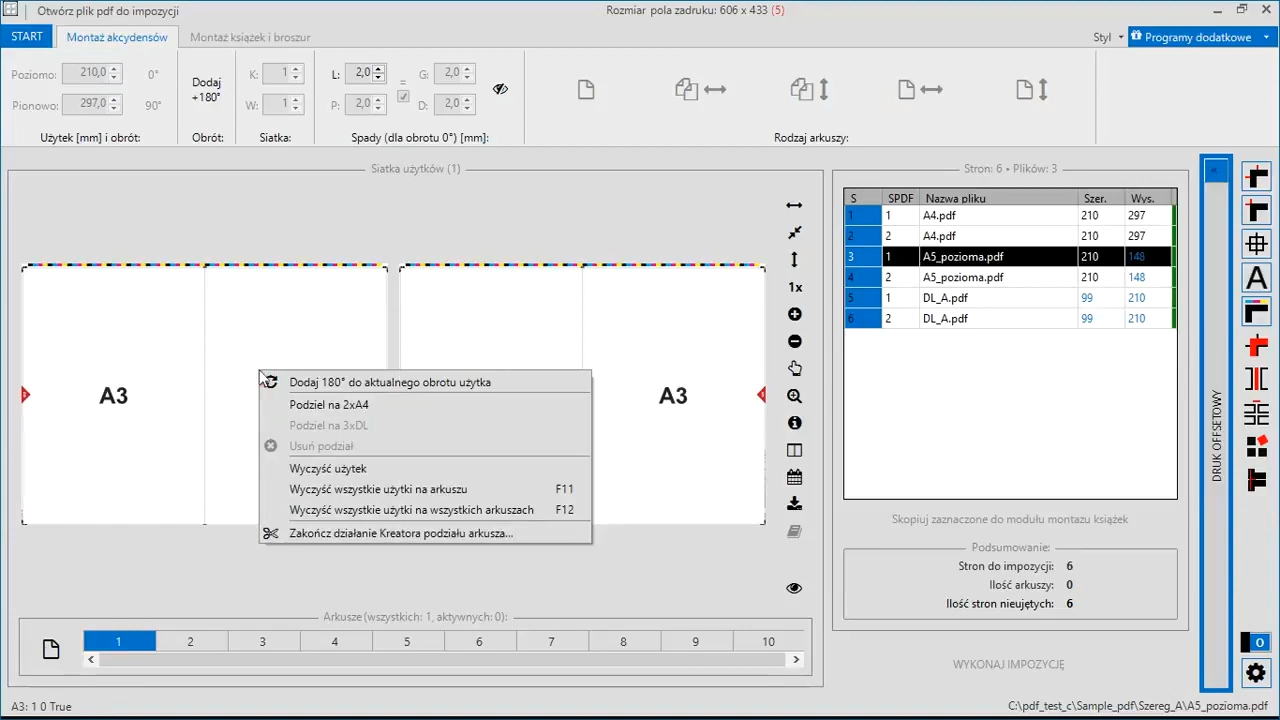 Otwórz plik pdf do impozycji
Rozmiar pola zadruku: 606 x 433 (5)
START
Montaż akcydensów
Montaż książek i broszur
Styl
Programy dodatkowe
Poziomo: 210,0 0°
Pionowo: 297,0 90°
Użytek [mm] i obrót:
Dodaj
+180°
Obrót:
K: 1
W: 1
Siatka:
L: 2,0 = G: 2,0
P: 2,0 D: 2,0
Spady (dla obrotu 0°) [mm]:
Rodzaj arkuszy:
Siatka użytków (1)
A3
A3
1x
Dodaj 180° do aktualnego obrotu użytka
Podziel na 2xA4
Podziel na 3xDL
Usuń podział
Wyczyść użytek
Wyczyść wszystkie użytki na arkuszu F11
Wyczyść wszystkie użytki na wszystkich arkuszach F12
Zakończ działanie Kreatora podziału arkusza...
Arkusze (wszystkich: 1, aktywnych: 0):
1 2 3 4 5 6 7 8 9 10
Stron: 6 • Plików: 3
S SPDF Nazwa pliku Szer. Wys.
1 1 A4.pdf 210 297
2 2 A4.pdf 210 297
3 1 A5_pozioma.pdf 210 148
4 2 A5_pozioma.pdf 210 148
5 1 DL_A.pdf 99 210
6 2 DL_A.pdf 99 210
Skopiuj zaznaczone do modułu montażu książek
Podsumowanie:
Stron do impozycji: 6
Ilość arkuszy: 0
Ilość stron nieujętych: 6
WYKONAJ IMPOZYCJĘ
DRUK OFFSETOWY
A
0
A3: 1 0 True
C:\pdf_test_c\Sample_pdf\Szereg_A\A5_pozioma.pdf